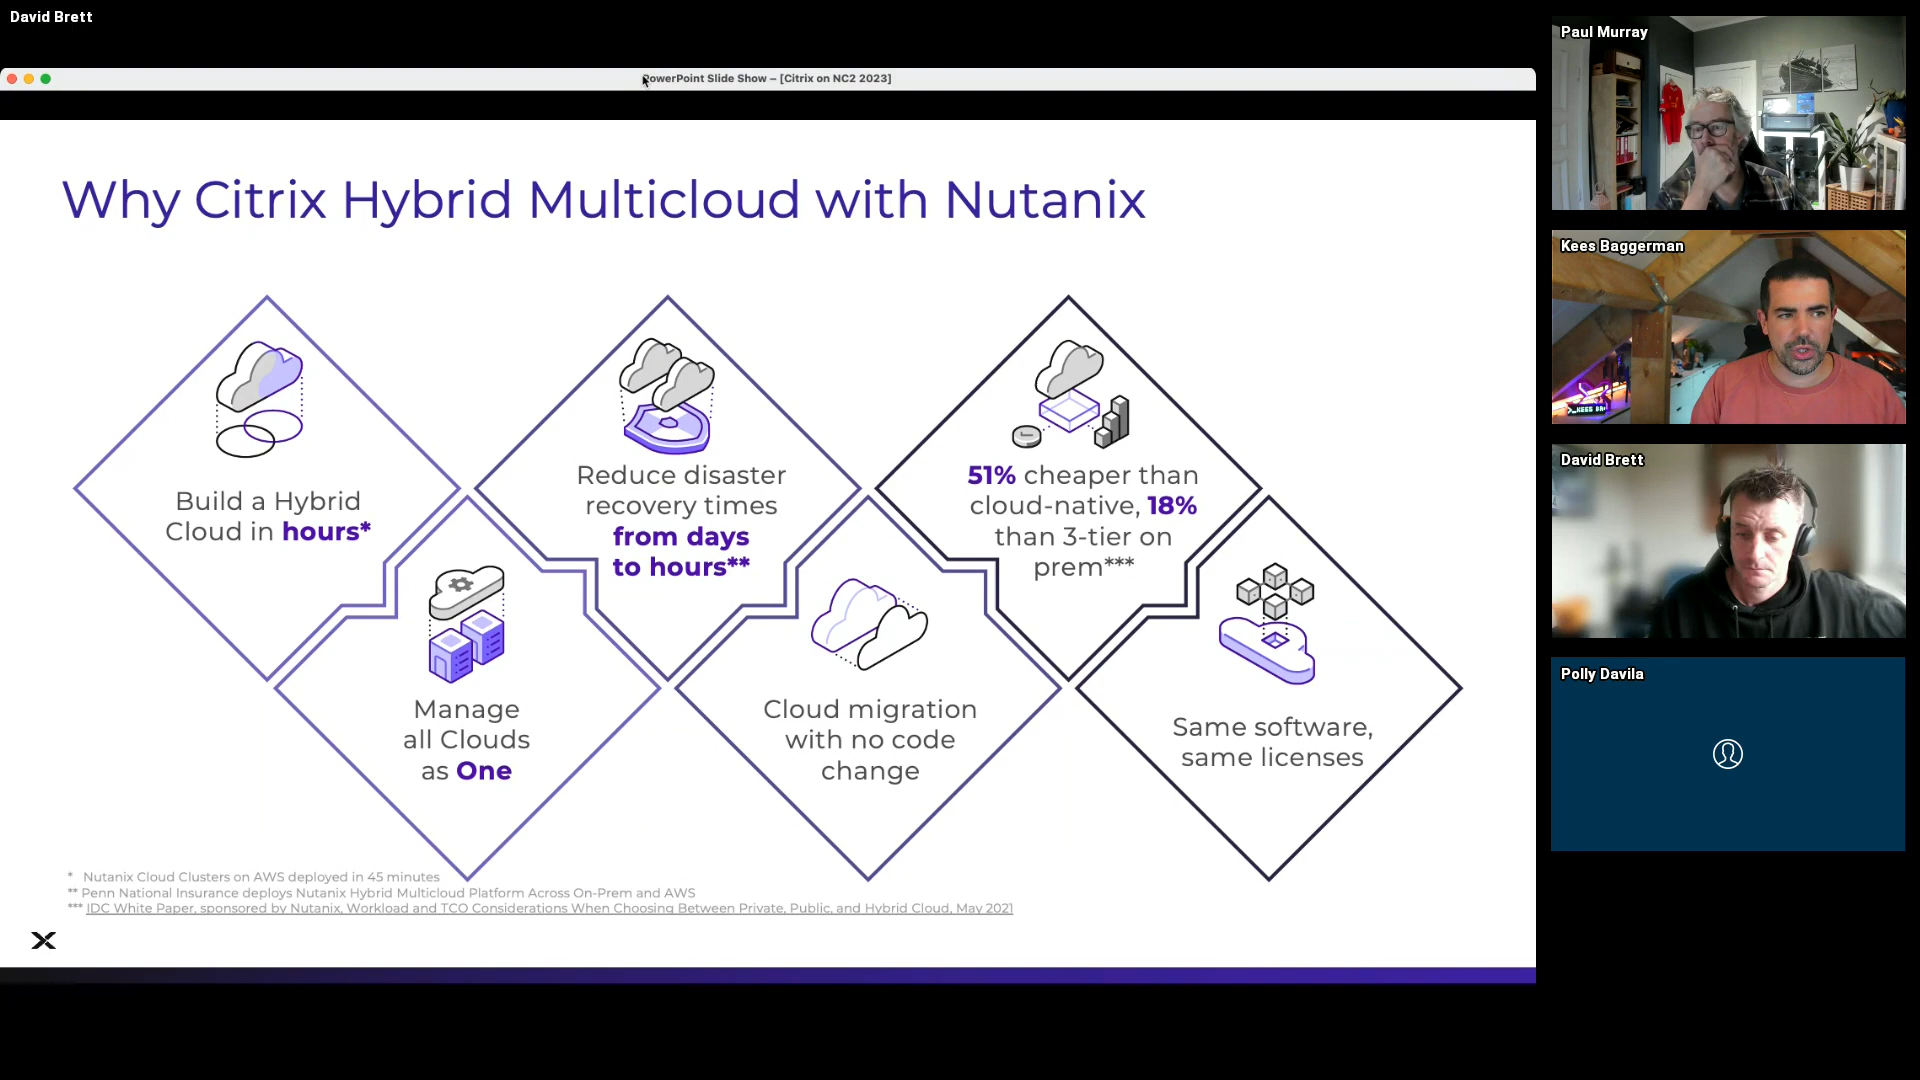 David Brett
PowerPoint Slide Show – [Citrix on NC2 2023]
Why Citrix Hybrid Multicloud with Nutanix
Build a Hybrid
Cloud in hours*
Reduce disaster
recovery times
from days
to hours**
51% cheaper than
cloud-native, 18%
than 3-tier on
prem***
Manage
all Clouds
as One
Cloud migration
with no code
change
Same software,
same licenses
* Nutanix Cloud Clusters on AWS deployed in 45 minutes
** Penn National Insurance deploys Nutanix Hybrid Multicloud Platform Across On-Prem and AWS
*** IDC White Paper, sponsored by Nutanix, Workload and TCO Considerations When Choosing Between Private, Public, and Hybrid Cloud, May 2021
Paul Murray
Kees Baggerman
David Brett
Polly Davila